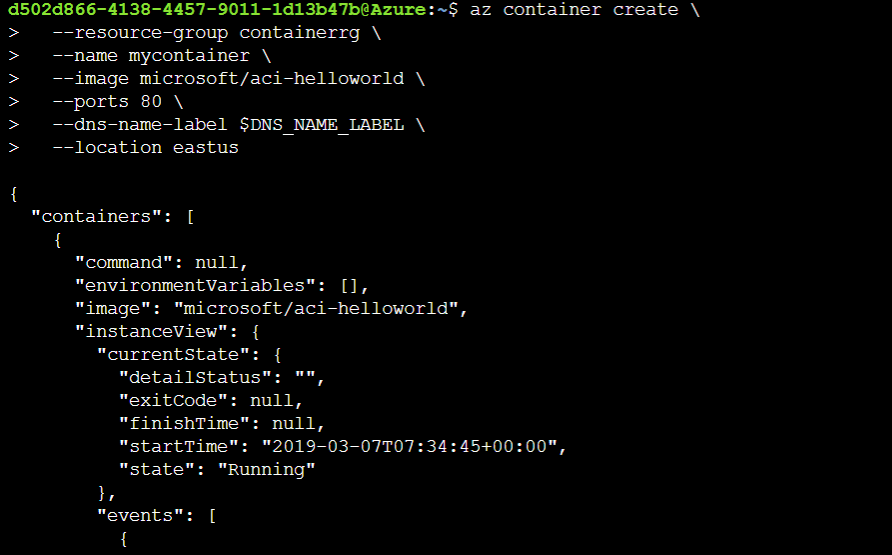 d502d866-4138-4457-9011-1d13b47b@Azure:~$ az container create \
>   --resource-group containerrg \
>   --name mycontainer \
>   --image microsoft/aci-helloworld \
>   --ports 80 \
>   --dns-name-label $DNS_NAME_LABEL \
>   --location eastus
{
  "containers": [
    {
      "command": null,
      "environmentVariables": [],
      "image": "microsoft/aci-helloworld",
      "instanceView": {
        "currentState": {
          "detailStatus": "",
          "exitCode": null,
          "finishTime": null,
          "startTime": "2019-03-07T07:34:45+00:00",
          "state": "Running"
        },
        "events": [
          {